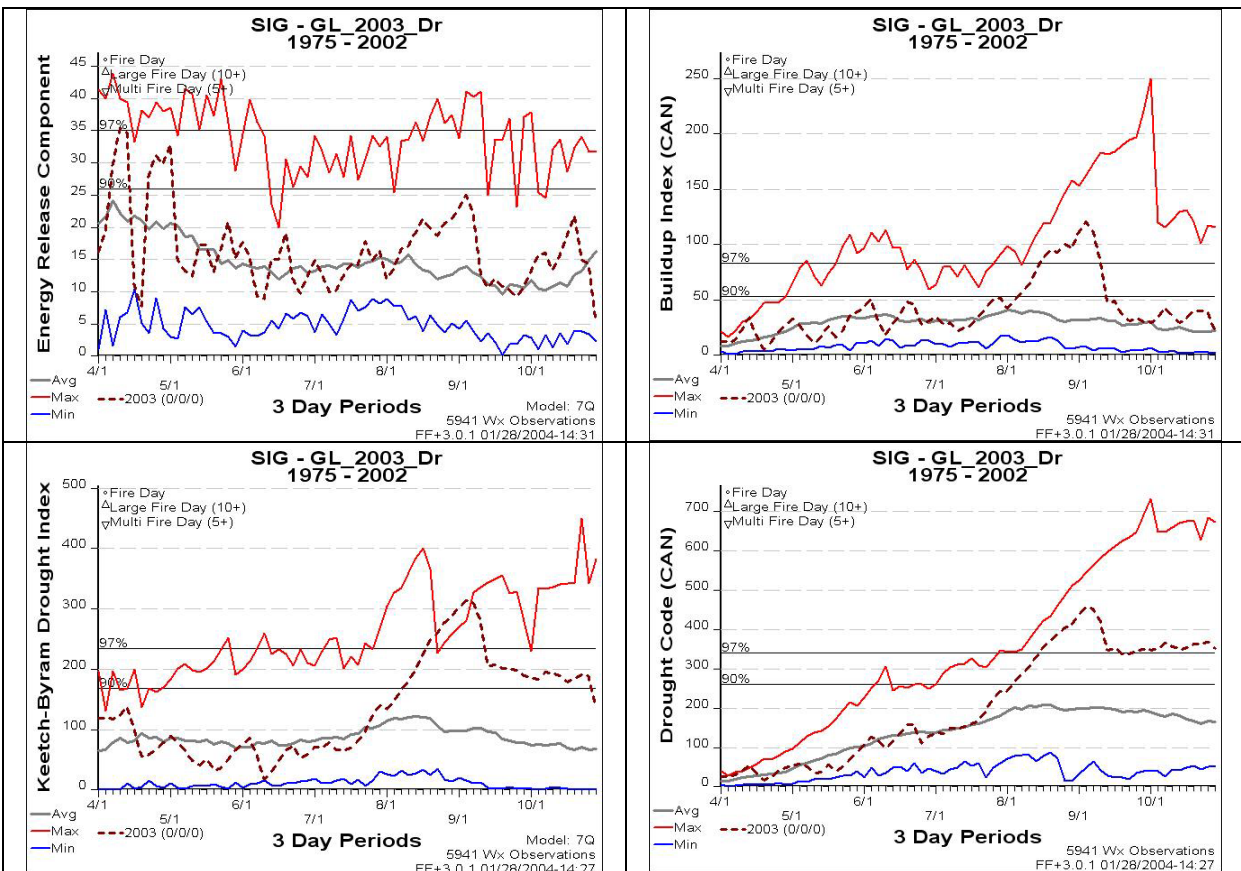 SIG - GL_2003_Dr
1975 - 2002
Energy Release Component
45
40
35
30
25
20
15
10
5
0
Fire Day
Large Fire Day (10+)
Multi Fire Day (5+)
97%
90%
4/1
5/1
6/1
7/1
8/1
9/1
10/1
Avg
Max
Min
2003 (0/0/0)
3 Day Periods
Model: 7Q
5941 Wx Observations
FF+3.0.1 01/28/2004-14:31
SIG - GL_2003_Dr
1975 - 2002
Buildup Index (CAN)
250
200
150
100
50
0
Fire Day
Large Fire Day (10+)
Multi Fire Day (5+)
97%
90%
4/1
5/1
6/1
7/1
8/1
9/1
10/1
Avg
Max
Min
2003 (0/0/0)
3 Day Periods
5941 Wx Observations
FF+3.0.1 01/28/2004-14:31
SIG - GL_2003_Dr
1975 - 2002
Keetch-Byram Drought Index
500
400
300
200
100
0
Fire Day
Large Fire Day (10+)
Multi Fire Day (5+)
97%
90%
4/1
5/1
6/1
7/1
8/1
9/1
10/1
Avg
Max
Min
2003 (0/0/0)
3 Day Periods
Model: 7Q
5941 Wx Observations
FF+3.0.1 01/28/2004-14:27
SIG - GL_2003_Dr
1975 - 2002
Drought Code (CAN)
700
600
500
400
300
200
100
0
Fire Day
Large Fire Day (10+)
Multi Fire Day (5+)
97%
90%
4/1
5/1
6/1
7/1
8/1
9/1
10/1
Avg
Max
Min
2003 (0/0/0)
3 Day Periods
5941 Wx Observations
FF+3.0.1 01/28/2004-14:27